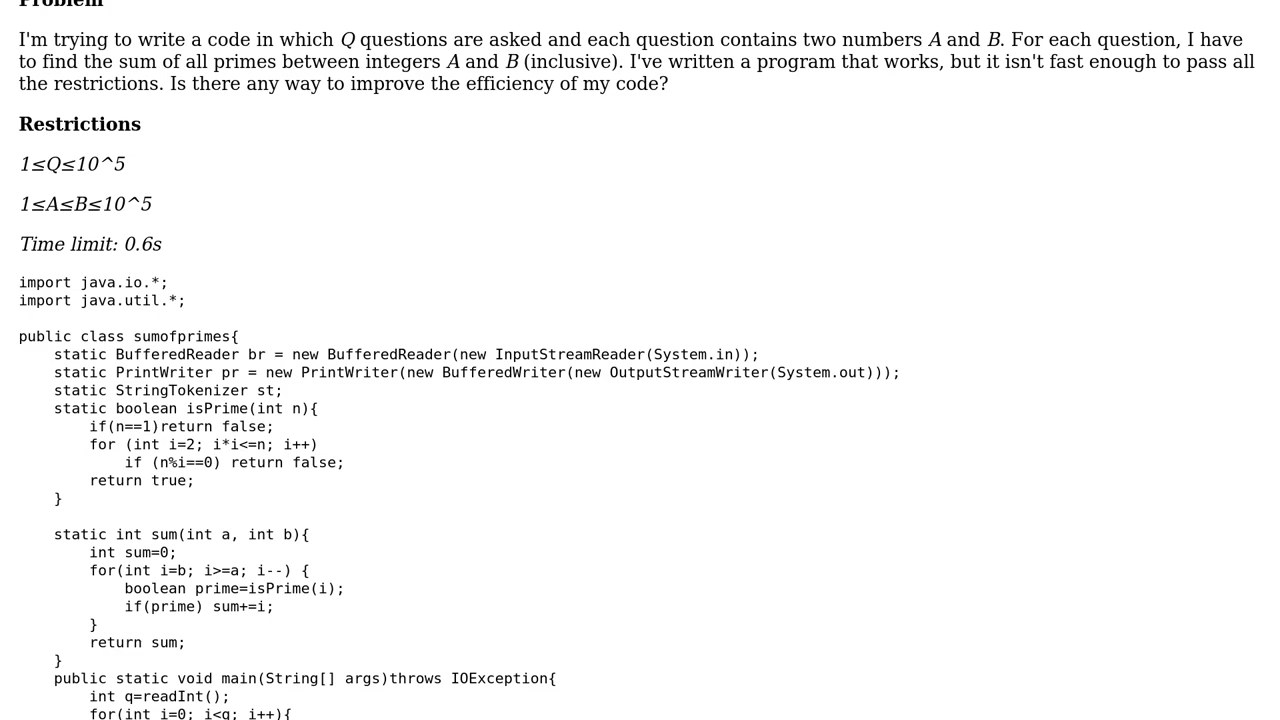 Problem
I'm trying to write a code in which Q questions are asked and each question contains two numbers A and B. For each question, I have
to find the sum of all primes between integers A and B (inclusive). I've written a program that works, but it isn't fast enough to pass all
the restrictions. Is there any way to improve the efficiency of my code?
Restrictions
1≤Q≤10^5
1≤A≤B≤10^5
Time limit: 0.6s
import java.io.*;
import java.util.*;
public class sumofprimes{
    static BufferedReader br = new BufferedReader(new InputStreamReader(System.in));
    static PrintWriter pr = new PrintWriter(new BufferedWriter(new OutputStreamWriter(System.out)));
    static StringTokenizer st;
    static boolean isPrime(int n){
        if(n==1)return false;
        for (int i=2; i*i<=n; i++)
            if (n%i==0) return false;
        return true;
    }
    static int sum(int a, int b){
        int sum=0;
        for(int i=b; i>=a; i--) {
            boolean prime=isPrime(i);
            if(prime) sum+=i;
        }
        return sum;
    }
    public static void main(String[] args)throws IOException{
        int q=readInt();
        for(int i=0; i<q; i++){